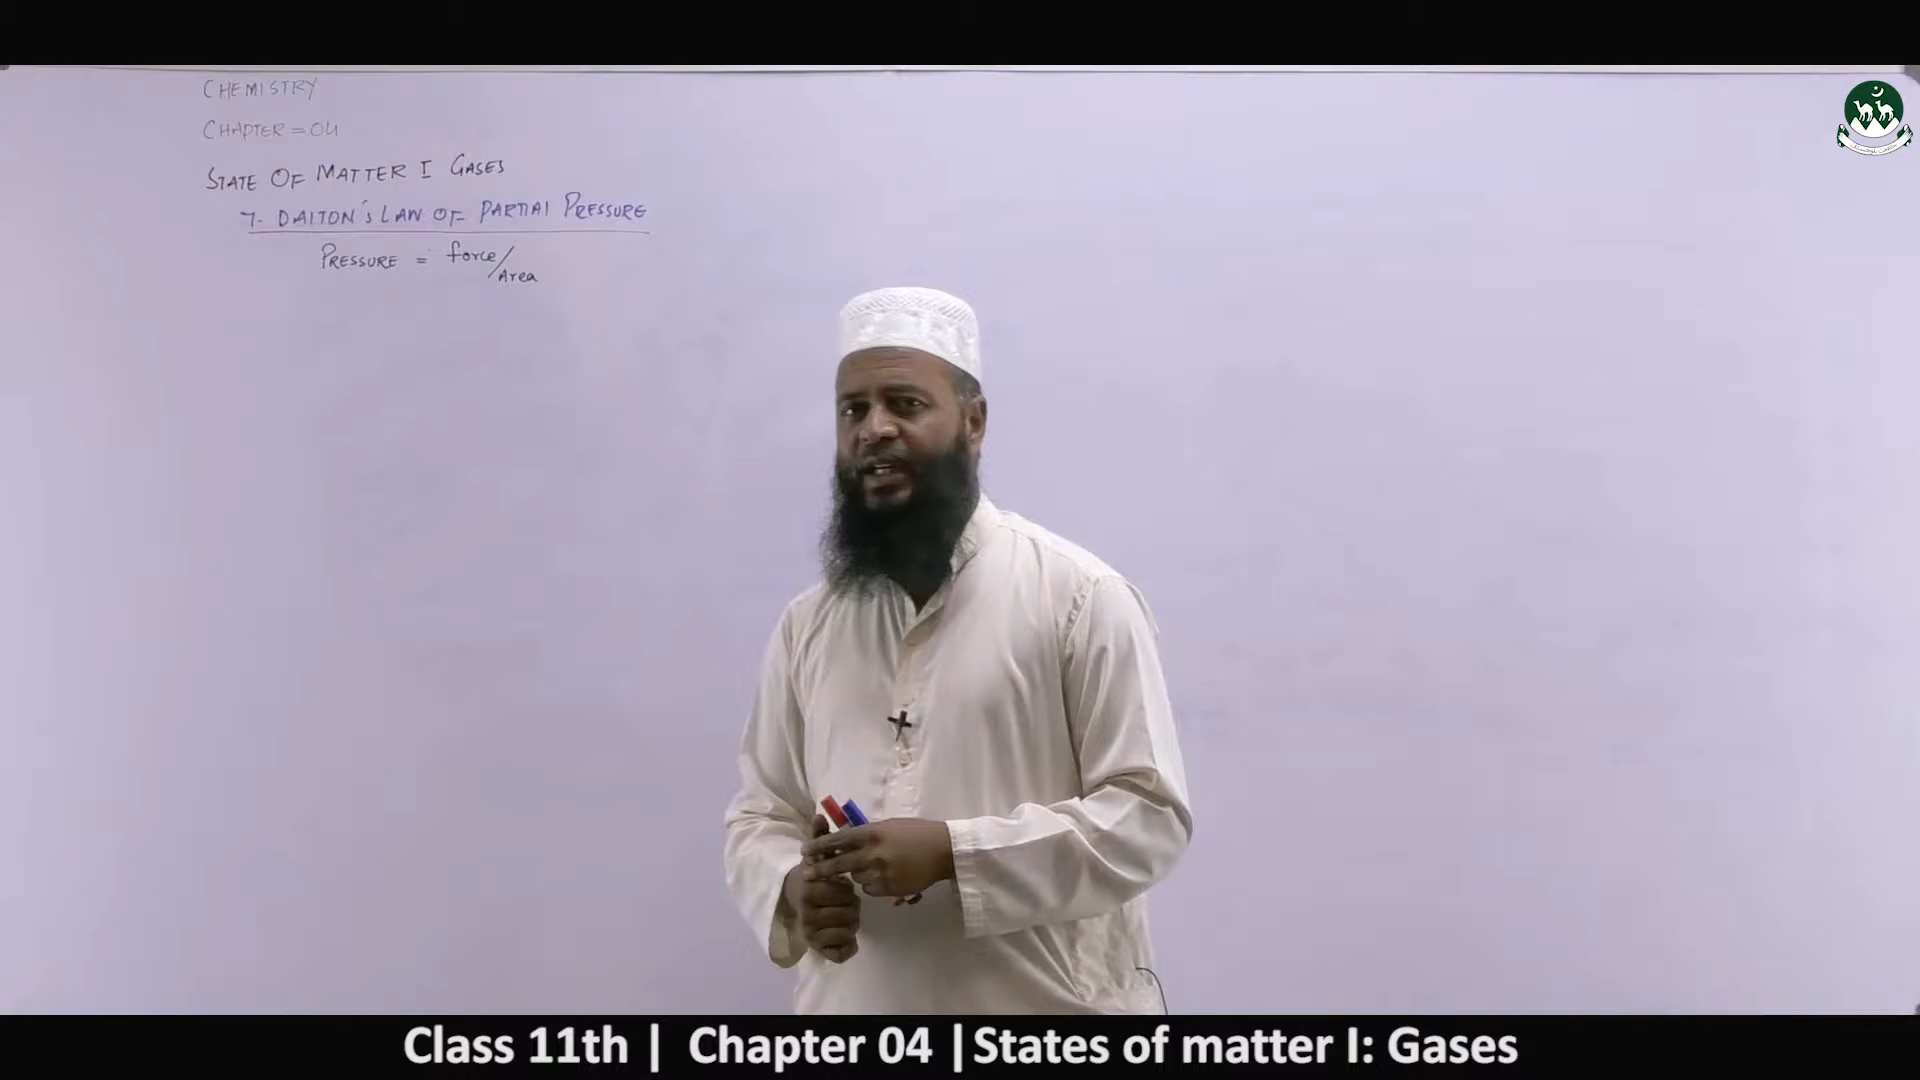 CHEMISTRY
CHAPTER = 04
STATE OF MATTER I GASES
7. DALTON'S LAW OF PARTIAL PRESSURE
PRESSURE = force/Area
Class 11th | Chapter 04 |States of matter I: Gases